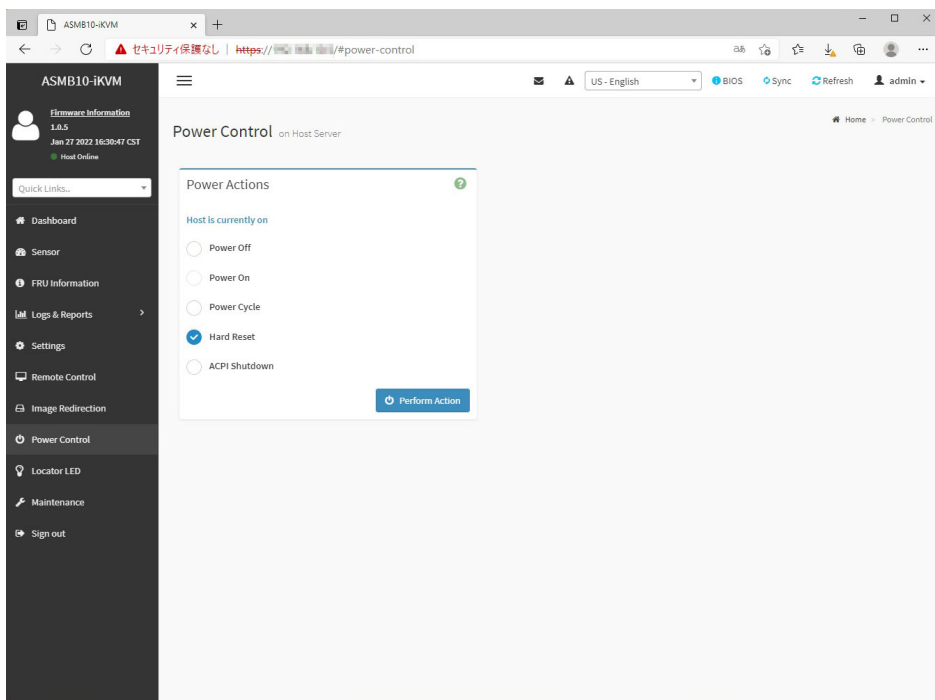 ASMB10-iKVM
セキュリティ保護なし | https://
/#power-control
ASMB10-iKVM
US - English
BIOS
Sync
Refresh
admin
Firmware Information
1.0.5
Jan 27 2022 16:30:47 CST
Host Online
Quick Links...
Dashboard
Sensor
FRU Information
Logs & Reports
Settings
Remote Control
Image Redirection
Power Control
Locator LED
Maintenance
Sign out
Power Control on Host Server
Home > Power Control
Power Actions
Host is currently on
Power Off
Power On
Power Cycle
Hard Reset
ACPI Shutdown
Perform Action